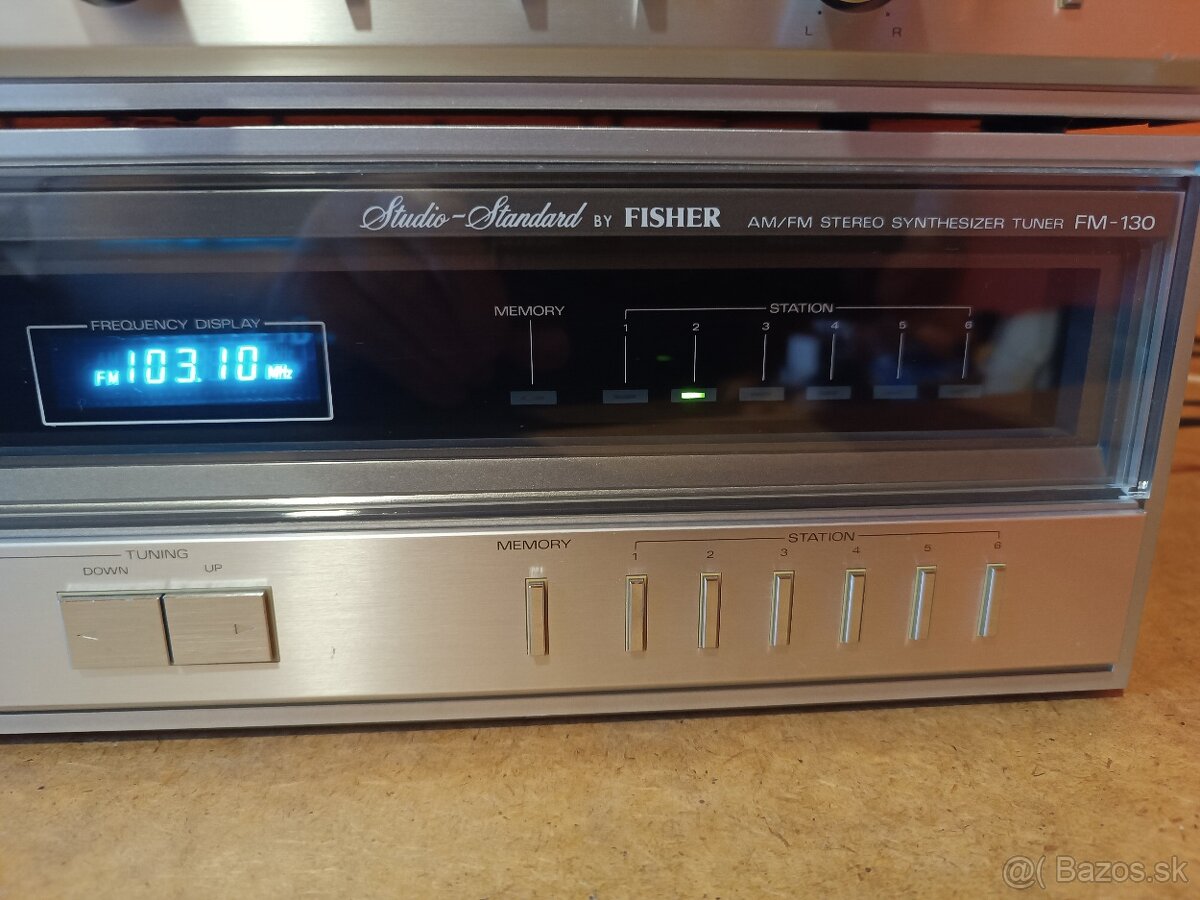 L R
Studio-Standard BY FISHER AM/FM STEREO SYNTHESIZER TUNER FM-130
MEMORY STATION
1 2 3 4 5 6
FREQUENCY DISPLAY
FM 103.10 MHz
TUNING MEMORY STATION
DOWN UP 1 2 3 4 5 6
@( Bazos.sk